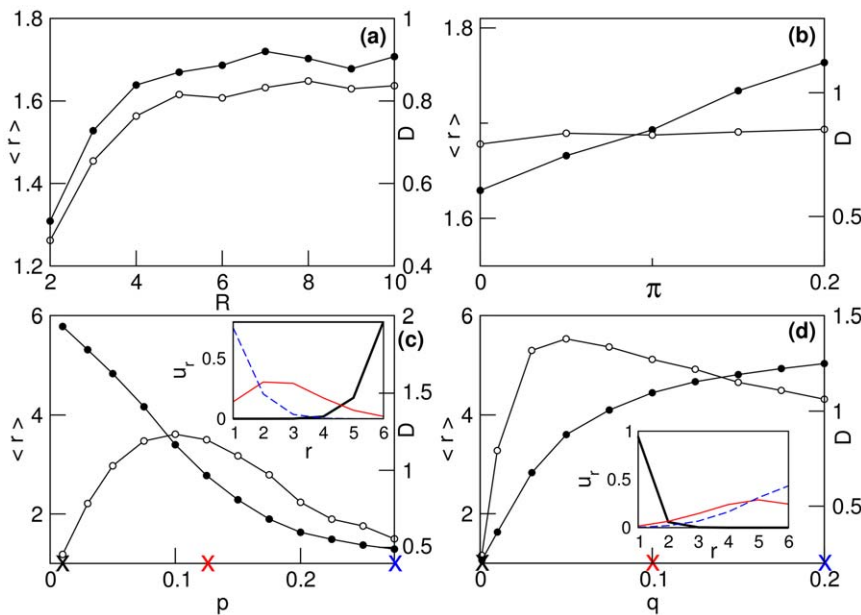 1.8 (a) 1
1.6 0.8
< r > D
1.4 0.6
1.2 0.4
2 4 6 8 10
R
1.8 (b)
1
< r > D
1.6 0.5
0 0.1 0.2
π
6 (c) 2
1.5
4
< r > D
1
2
0.5
0 0.1 0.2
p
u_r
0.5
0
1 2 3 4 5 6
r
6 (d) 1.5
4 1
< r > D
2 0.5
0 0.1 0.2
q
1
u_r
0.5
0
1 2 3 4 5 6
r
X X X
X X X